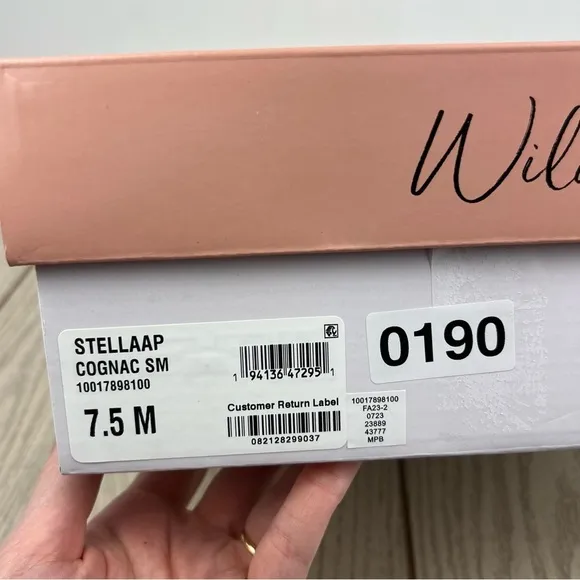 STELLAAP
COGNAC SM
10017898100
7.5 M
1 94136 47295 1
Customer Return Label
082128299037
0190
10017898100
FA23-2
0723
23889
43777
MPB